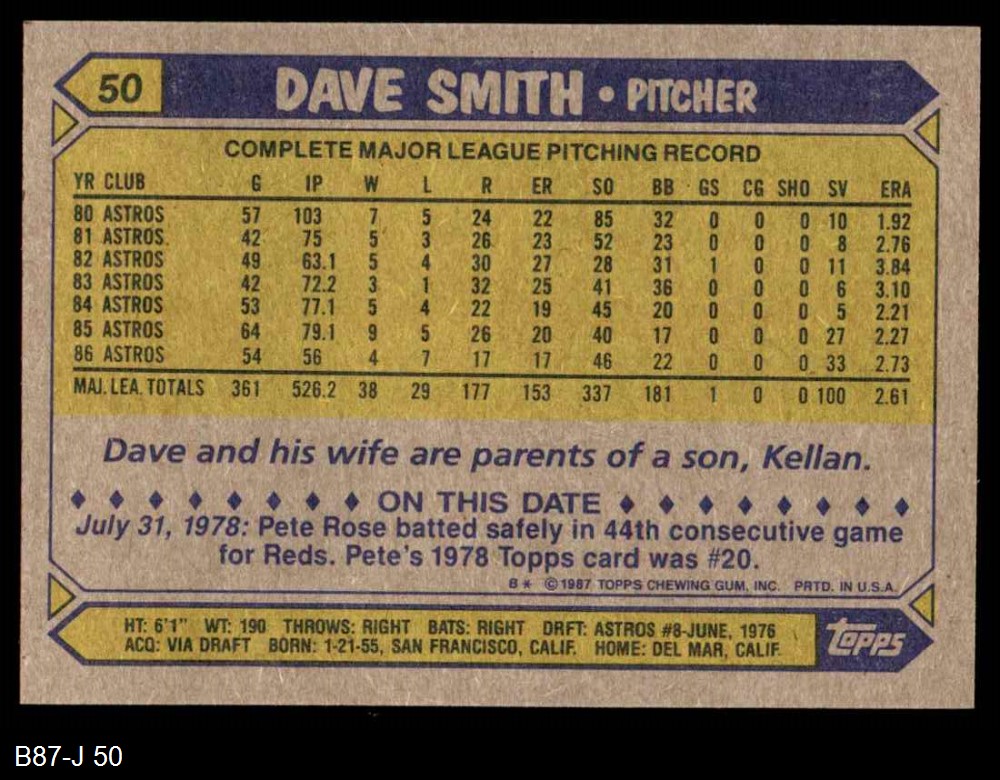 50 DAVE SMITH • PITCHER
COMPLETE MAJOR LEAGUE PITCHING RECORD
YR CLUB G IP W L R ER SO BB GS CG SHO SV ERA
80 ASTROS 57 103 7 5 24 22 85 32 0 0 0 10 1.92
81 ASTROS 42 75 5 3 26 23 52 23 0 0 0 8 2.76
82 ASTROS 49 63.1 5 4 30 27 28 31 1 0 0 11 3.84
83 ASTROS 42 72.2 3 1 32 25 41 36 0 0 0 6 3.10
84 ASTROS 53 77.1 5 4 22 19 45 20 0 0 0 5 2.21
85 ASTROS 64 79.1 9 5 26 20 40 17 0 0 0 27 2.27
86 ASTROS 54 56 4 7 17 17 46 22 0 0 0 33 2.73
MAJ. LEA. TOTALS 361 526.2 38 29 177 153 337 181 1 0 0 100 2.61
Dave and his wife are parents of a son, Kellan.
♦ ♦ ♦ ♦ ♦ ♦ ♦ ♦ ON THIS DATE ♦ ♦ ♦ ♦ ♦ ♦ ♦ ♦
July 31, 1978: Pete Rose batted safely in 44th consecutive game
for Reds. Pete's 1978 Topps card was #20.
B* ©1987 TOPPS CHEWING GUM, INC. PRTD. IN U.S.A.
HT: 6'1" WT: 190 THROWS: RIGHT BATS: RIGHT DRFT: ASTROS #8-JUNE, 1976
ACQ: VIA DRAFT BORN: 1-21-55, SAN FRANCISCO, CALIF. HOME: DEL MAR, CALIF.
topps
B87-J 50